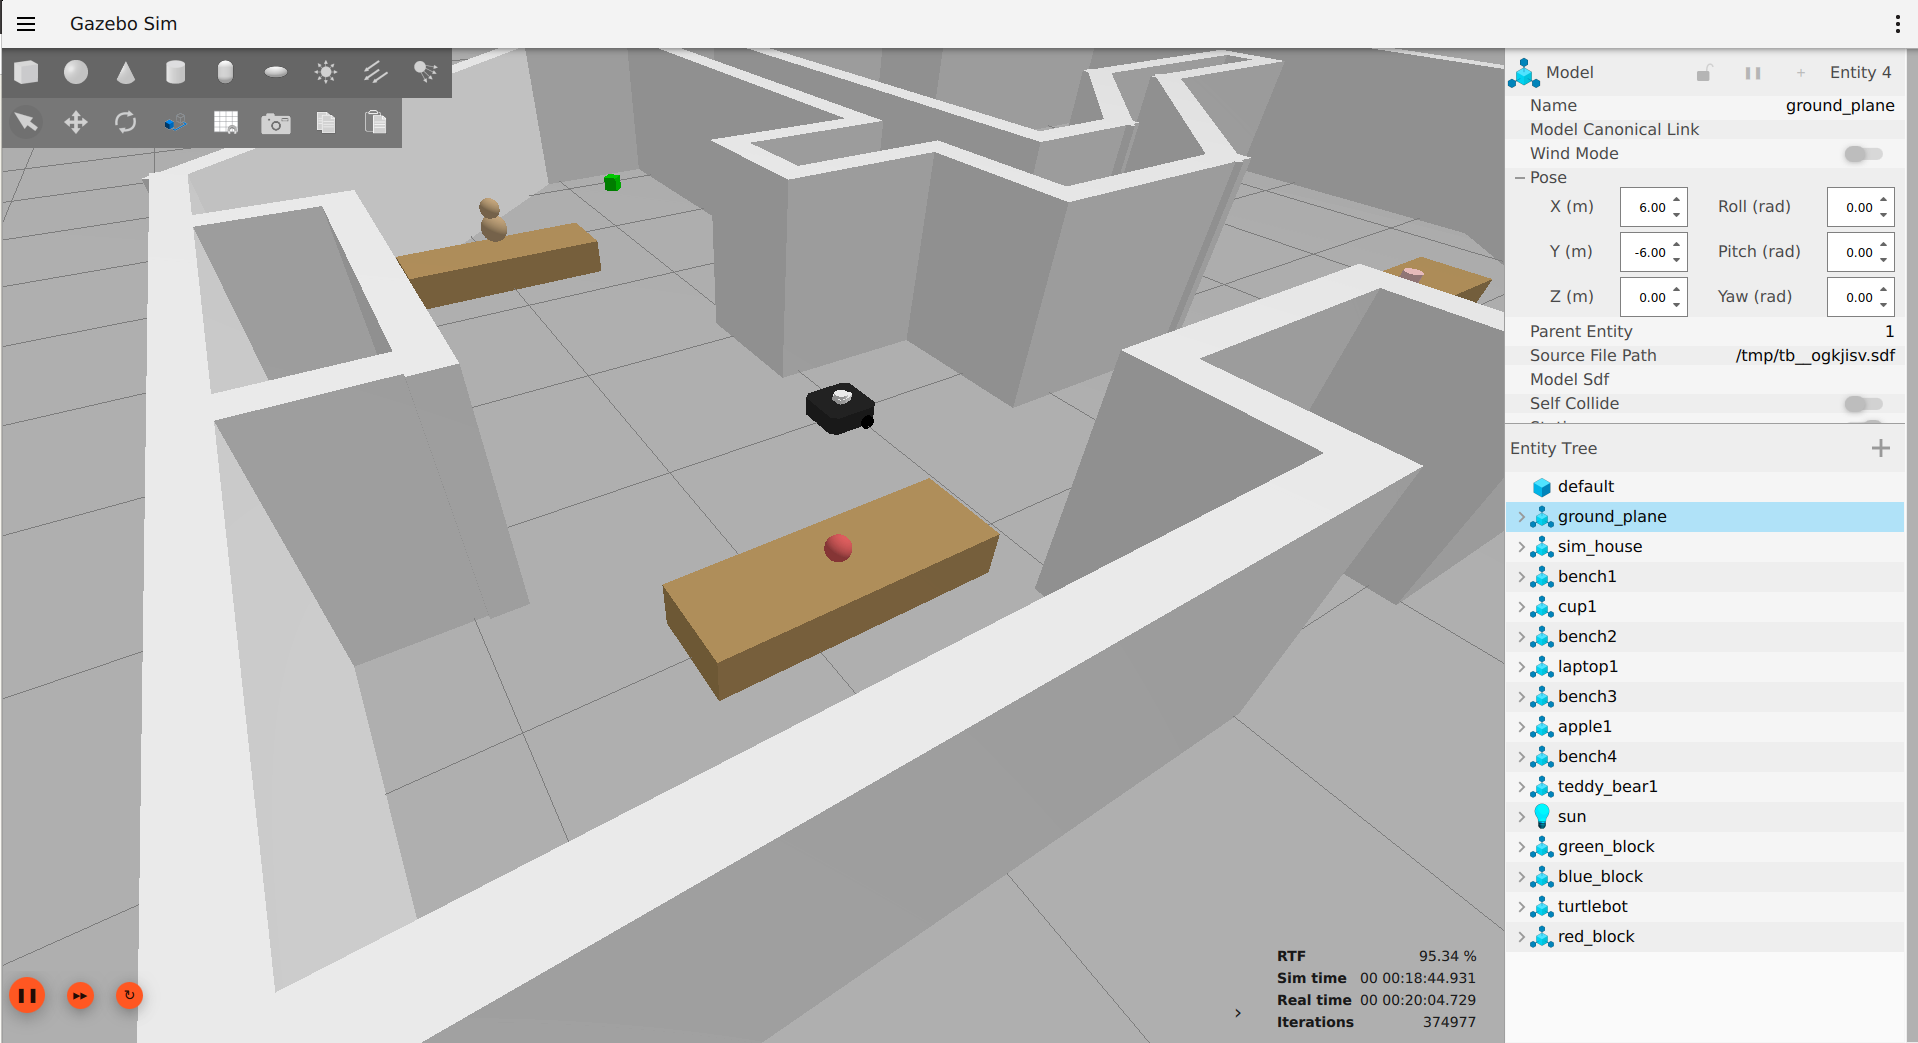 Gazebo Sim
Model Entity 4
Name ground_plane
Model Canonical Link
Wind Mode
Pose
X (m) 6.00 Roll (rad) 0.00
Y (m) -6.00 Pitch (rad) 0.00
Z (m) 0.00 Yaw (rad) 0.00
Parent Entity 1
Source File Path /tmp/tb__ogkjisv.sdf
Model Sdf
Self Collide
Entity Tree
default
ground_plane
sim_house
bench1
cup1
bench2
laptop1
bench3
apple1
bench4
teddy_bear1
sun
green_block
blue_block
turtlebot
red_block
RTF 95.34 %
Sim time 00 00:18:44.931
Real time 00 00:20:04.729
Iterations 374977